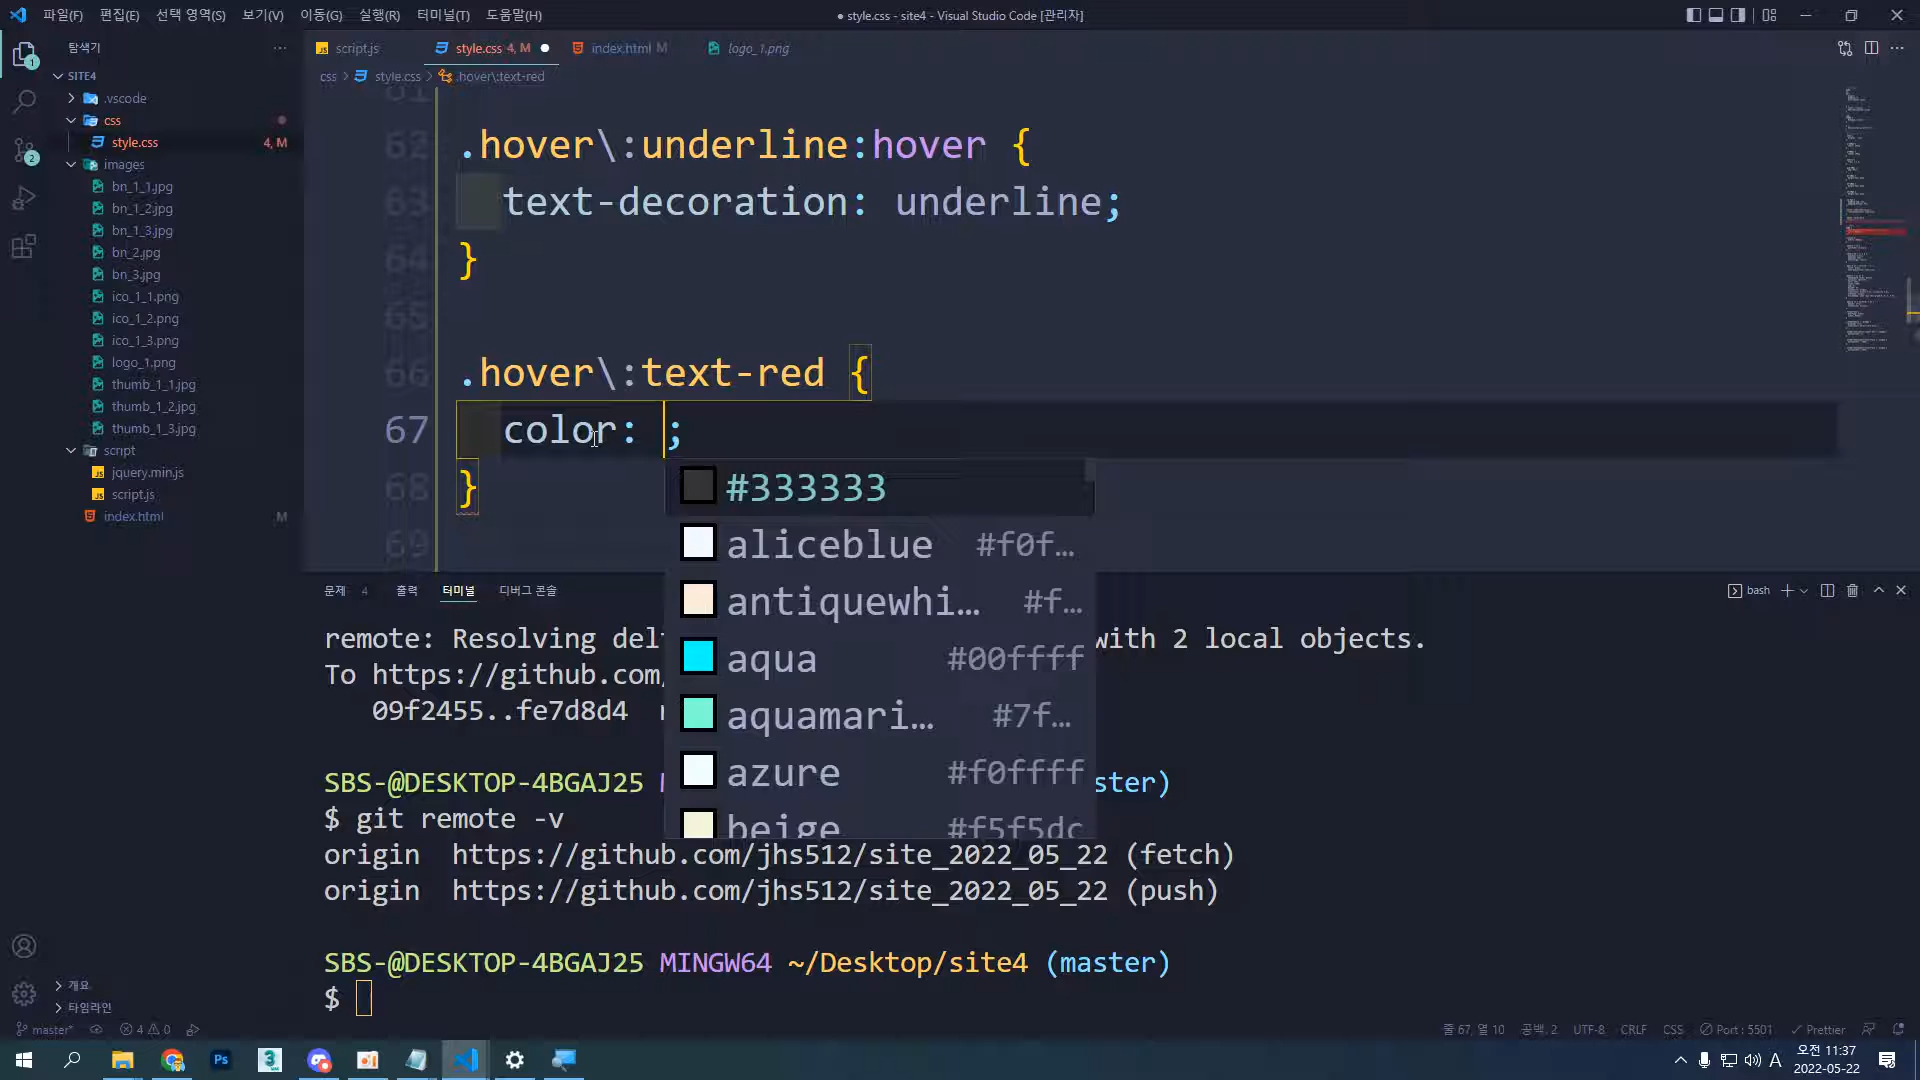 파일(F) 편집(E) 선택 영역(S) 보기(V) 이동(G) 실행(R) 터미널(T) 도움말(H)
● style.css - site4 - Visual Studio Code [관리자]
탐색기
SITE4
.vscode
css
style.css 4, M
images
bn_1_1.jpg
bn_1_2.jpg
bn_1_3.jpg
bn_2.jpg
bn_3.jpg
ico_1_1.png
ico_1_2.png
ico_1_3.png
logo_1.png
thumb_1_1.jpg
thumb_1_2.jpg
thumb_1_3.jpg
script
jquery.min.js
script.js
index.html M
개요
타임라인
script.js style.css 4, M index.html M logo_1.png
css > style.css > .hover\:text-red
61
62 .hover\:underline:hover {
63 text-decoration: underline;
64 }
65
66 .hover\:text-red {
67 color: ;
68 }
69
#333333
aliceblue #f0f…
antiquewhi… #f…
aqua #00ffff
aquamari… #7f…
azure #f0ffff
beige #f5f5dc
문제 4 출력 터미널 디버그 콘솔
bash
remote: Resolving del with 2 local objects.
To https://github.com/
09f2455..fe7d8d4
SBS-@DESKTOP-4BGAJ25 ster)
$ git remote -v
origin https://github.com/jhs512/site_2022_05_22 (fetch)
origin https://github.com/jhs512/site_2022_05_22 (push)
SBS-@DESKTOP-4BGAJ25 MINGW64 ~/Desktop/site4 (master)
$
master* 4 0
줄 67, 열 10 공백: 2 UTF-8 CRLF CSS Port : 5501 Prettier
A 오전 11:37
2022-05-22